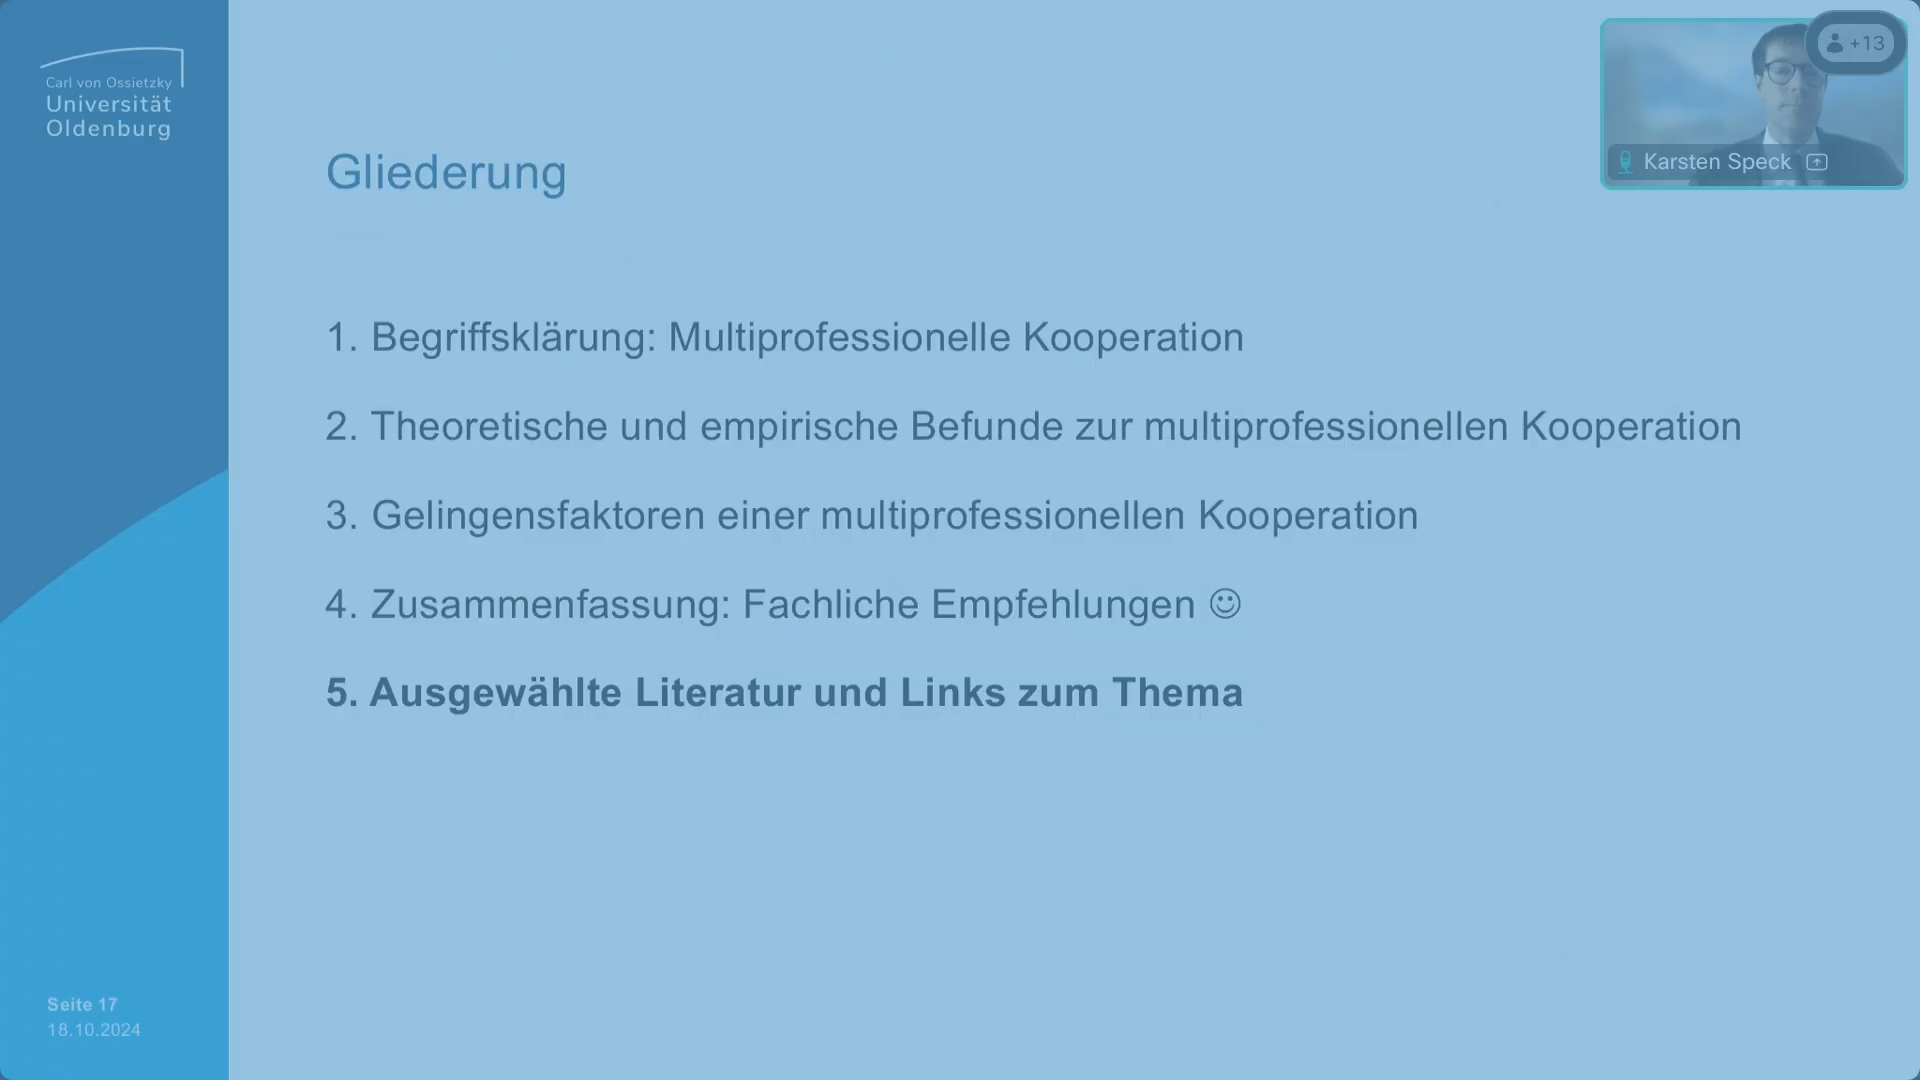 Carl von Ossietzky
Universität
Oldenburg
+13
Karsten Speck
Gliederung
1. Begriffsklärung: Multiprofessionelle Kooperation
2. Theoretische und empirische Befunde zur multiprofessionellen Kooperation
3. Gelingensfaktoren einer multiprofessionellen Kooperation
4. Zusammenfassung: Fachliche Empfehlungen ☺
5. Ausgewählte Literatur und Links zum Thema
Seite 17
18.10.2024